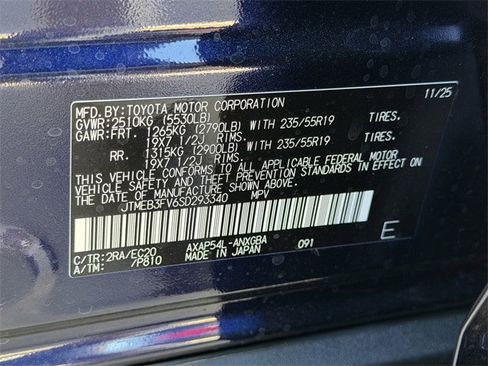 MFD.BY:TOYOTA MOTOR CORPORATION 11/25
GVWR:2510KG (5530LB)
GAWR:FRT. 1265KG (2790LB) WITH 235/55R19 TIRES.
19X7 1/2J RIMS.
RR. 1315KG (2900LB) WITH 235/55R19 TIRES.
19X7 1/2J RIMS.
THIS VEHICLE CONFORMS TO ALL APPLICABLE FEDERAL MOTOR
VEHICLE SAFETY, BUMPER, AND THEFT PREVENTION STANDARDS IN EFFECT ON
THE DATE OF MANUFACTURE SHOWN ABOVE.
JTMEB3FV6SD293340 MPV
E
C/TR:2RA/EC20 AXAP54L-ANXGBA 091
A/TM: /P810 MADE IN JAPAN